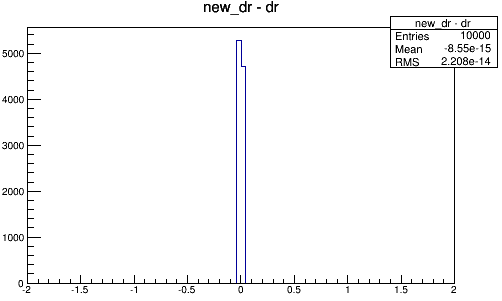 new_dr - dr
new_dr - dr
Entries 10000
Mean -8.55e-15
RMS 2.208e-14
5000
4000
3000
2000
1000
0
-2 -1.5 -1 -0.5 0 0.5 1 1.5 2